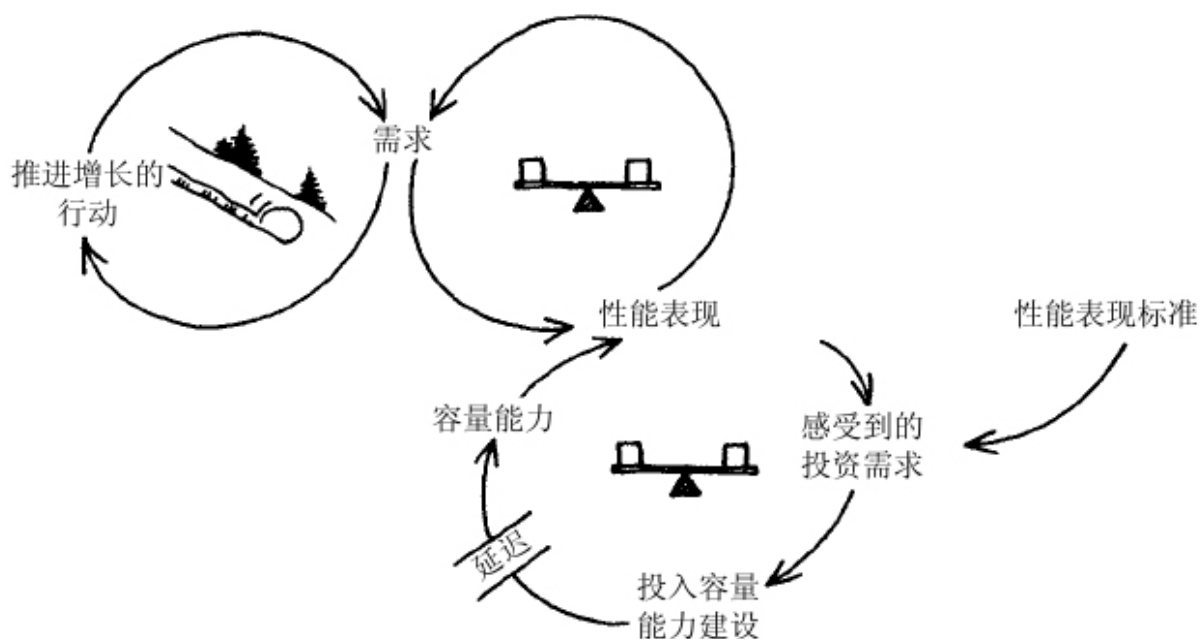 需求
推进增长的
行动
性能表现
性能表现标准
容量能力
感受到的
投资需求
延迟
投入容量
能力建设